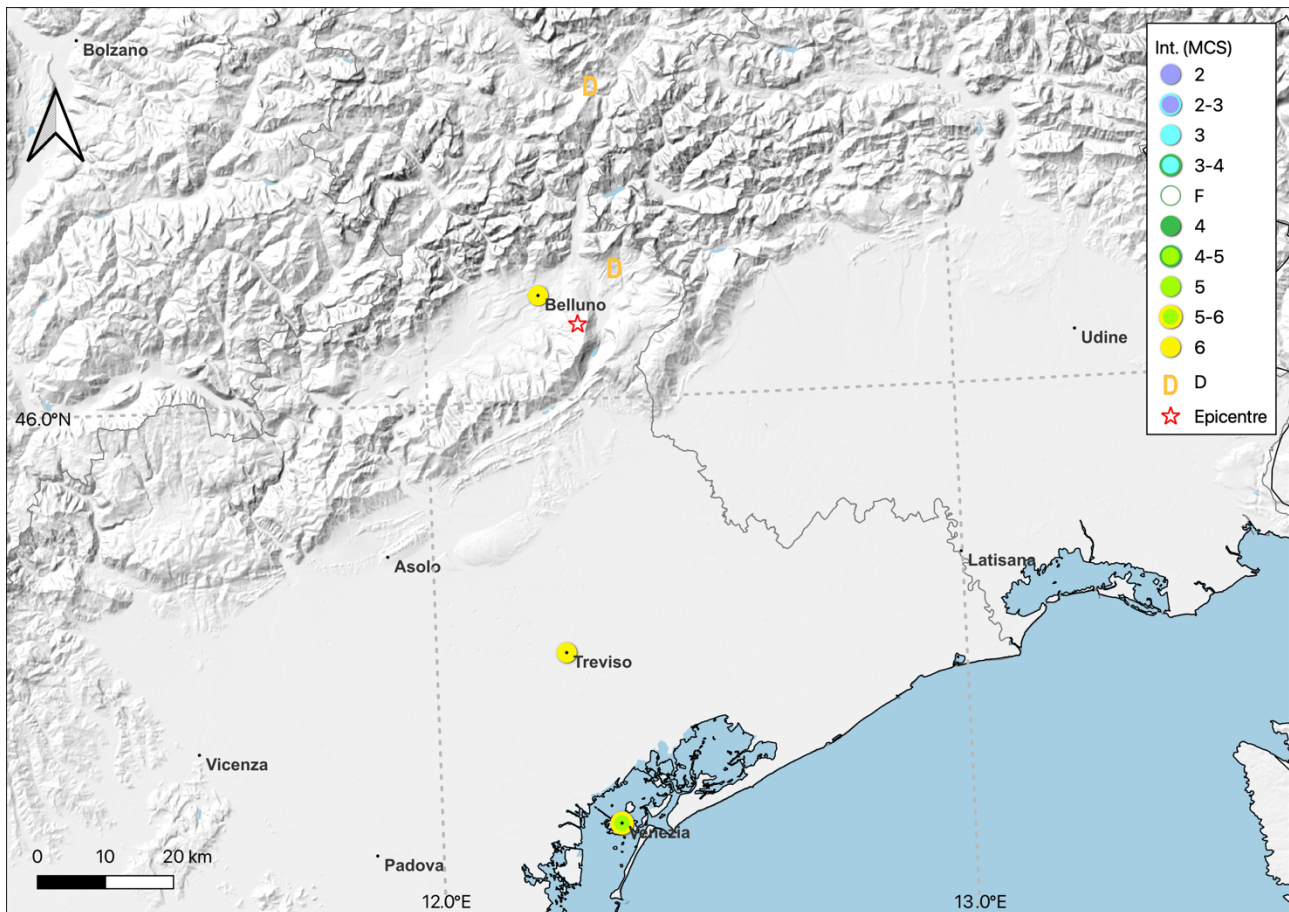 Bolzano
Int. (MCS)
2
2-3
3
3-4
F
4
4-5
5
5-6
6
D D
Epicentre
D
D
Belluno
Udine
46.0°N
Asolo
Latisana
Treviso
Vicenza
Venezia
Padova
0 10 20 km
12.0°E
13.0°E